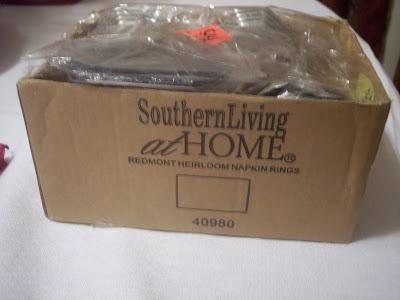 SouthernLiving
at HOME®
REDMONT HEIRLOOM NAPKIN RINGS
40980